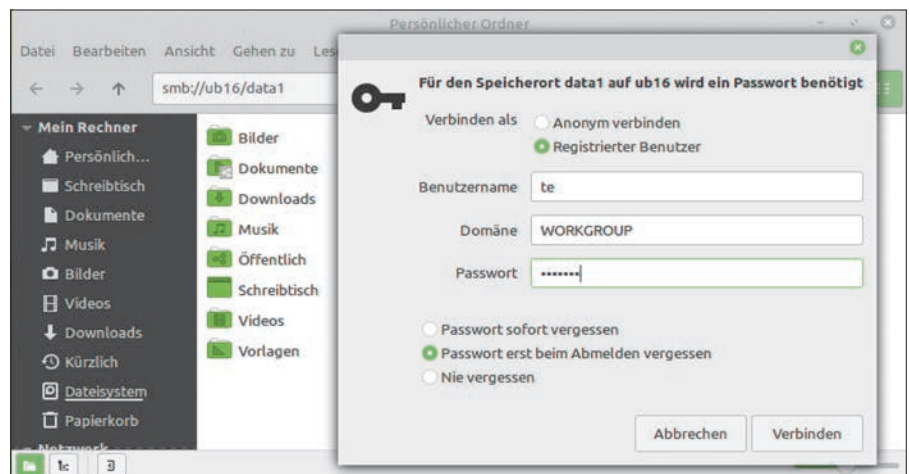 Persönlicher Ordner
Datei Bearbeiten Ansicht Gehen zu Les
smb://ub16/data1
Mein Rechner
Persönlich...
Schreibtisch
Dokumente
Musik
Bilder
Videos
Downloads
Kürzlich
Dateisystem
Papierkorb
Netzwerk
Bilder
Dokumente
Downloads
Musik
Öffentlich
Schreibtisch
Videos
Vorlagen
Für den Speicherort data1 auf ub16 wird ein Passwort benötigt
Verbinden als
Anonym verbinden
Registrierter Benutzer
Benutzername te
Domäne WORKGROUP
Passwort •••••••
Passwort sofort vergessen
Passwort erst beim Abmelden vergessen
Nie vergessen
Abbrechen Verbinden